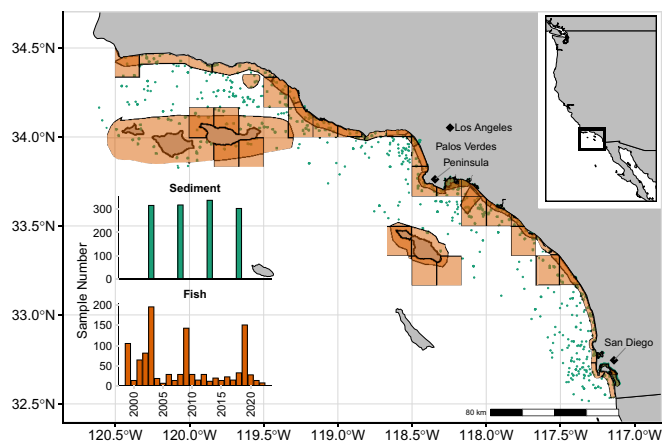 34.5°N
34.0°N
33.5°N
33.0°N
32.5°N
120.5°W
120.0°W
119.5°W
119.0°W
118.5°W
118.0°W
117.5°W
117.0°W
Los Angeles
Palos Verdes
Peninsula
San Diego
80 km
Sample Number
Sediment
300
200
100
0
Fish
200
150
100
50
0
2000
2005
2010
2015
2020